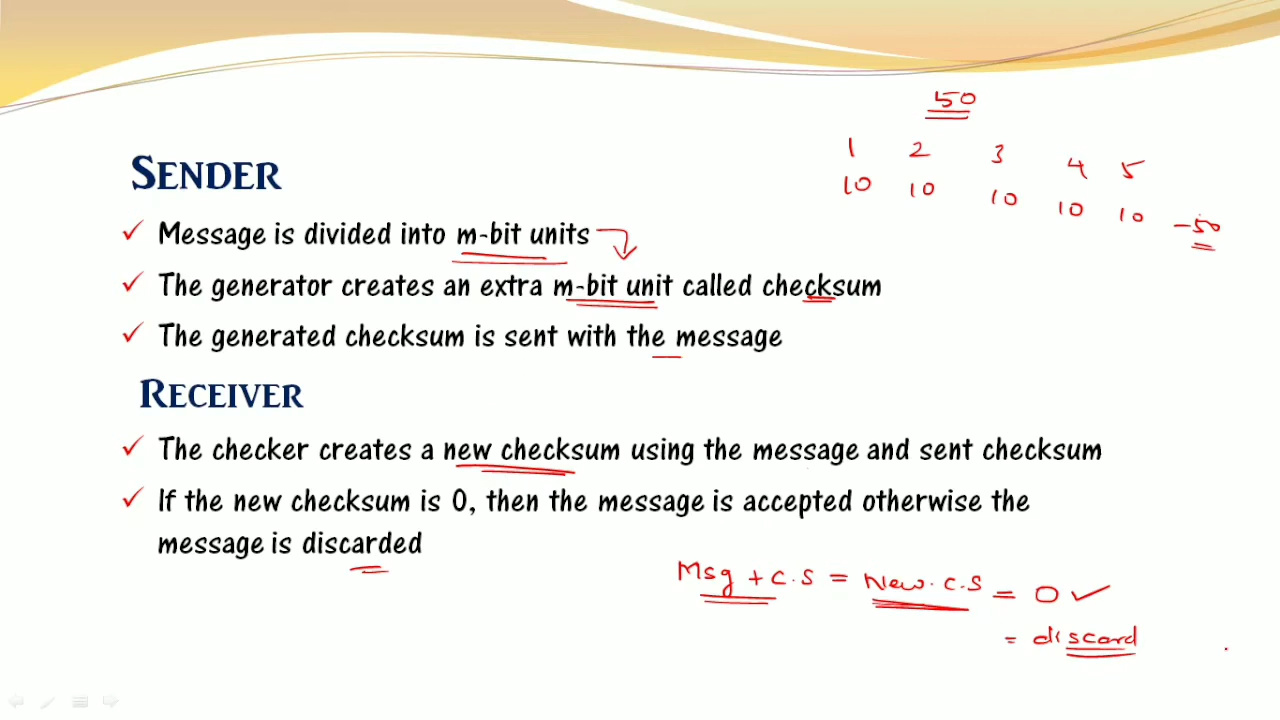 50
1 2 3 4 5
10 10 10 10 10 -50
SENDER
✓ Message is divided into m-bit units
✓ The generator creates an extra m-bit unit called checksum
✓ The generated checksum is sent with the message
RECEIVER
✓ The checker creates a new checksum using the message and sent checksum
✓ If the new checksum is 0, then the message is accepted otherwise the
message is discarded
Msg + C.S = New.C.S = 0 ✓
= discard